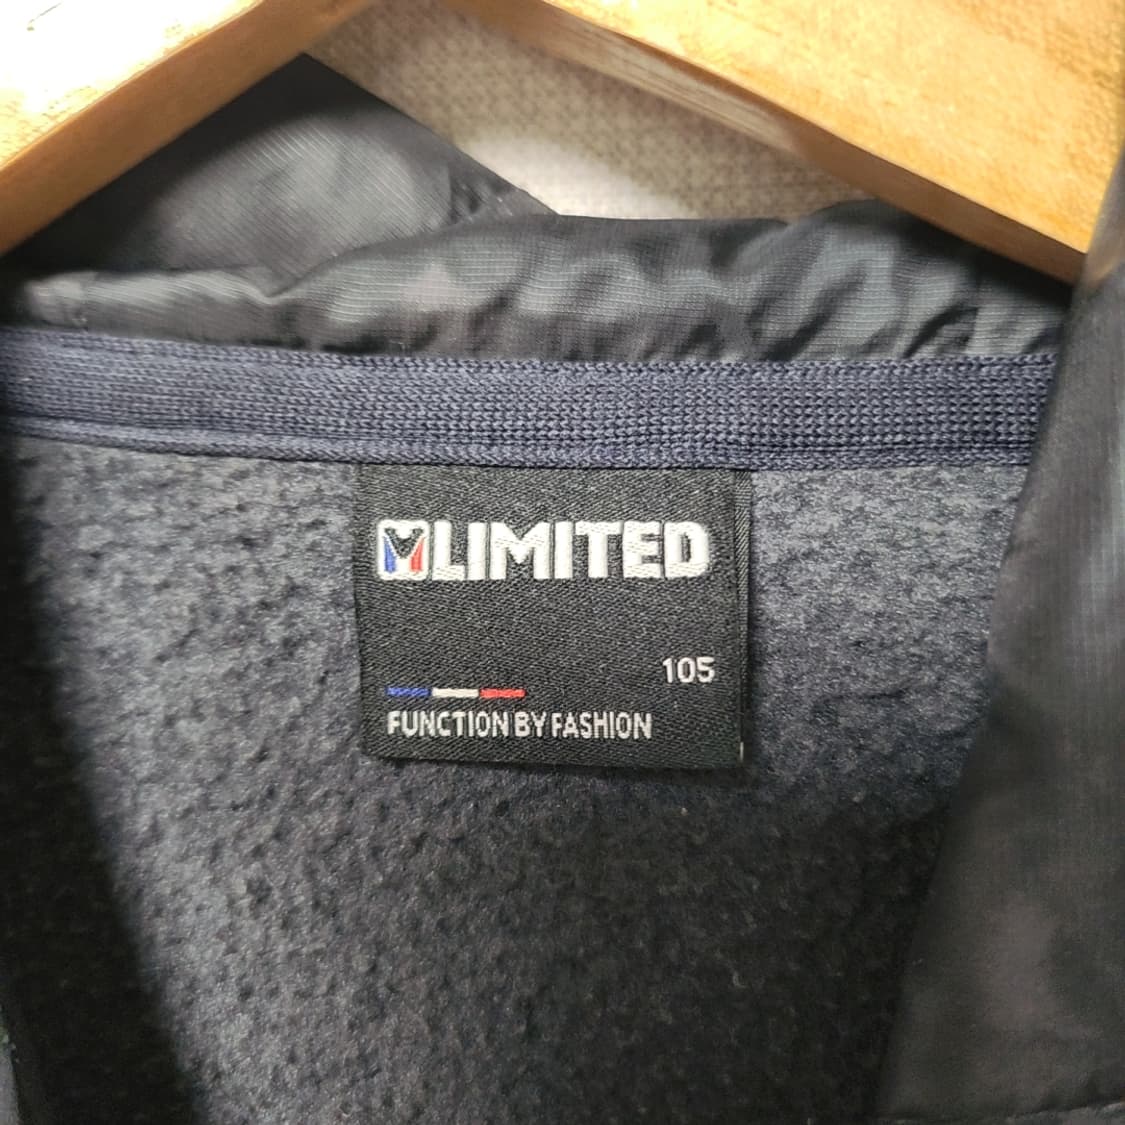 M LIMITED
105
FUNCTION BY FASHION